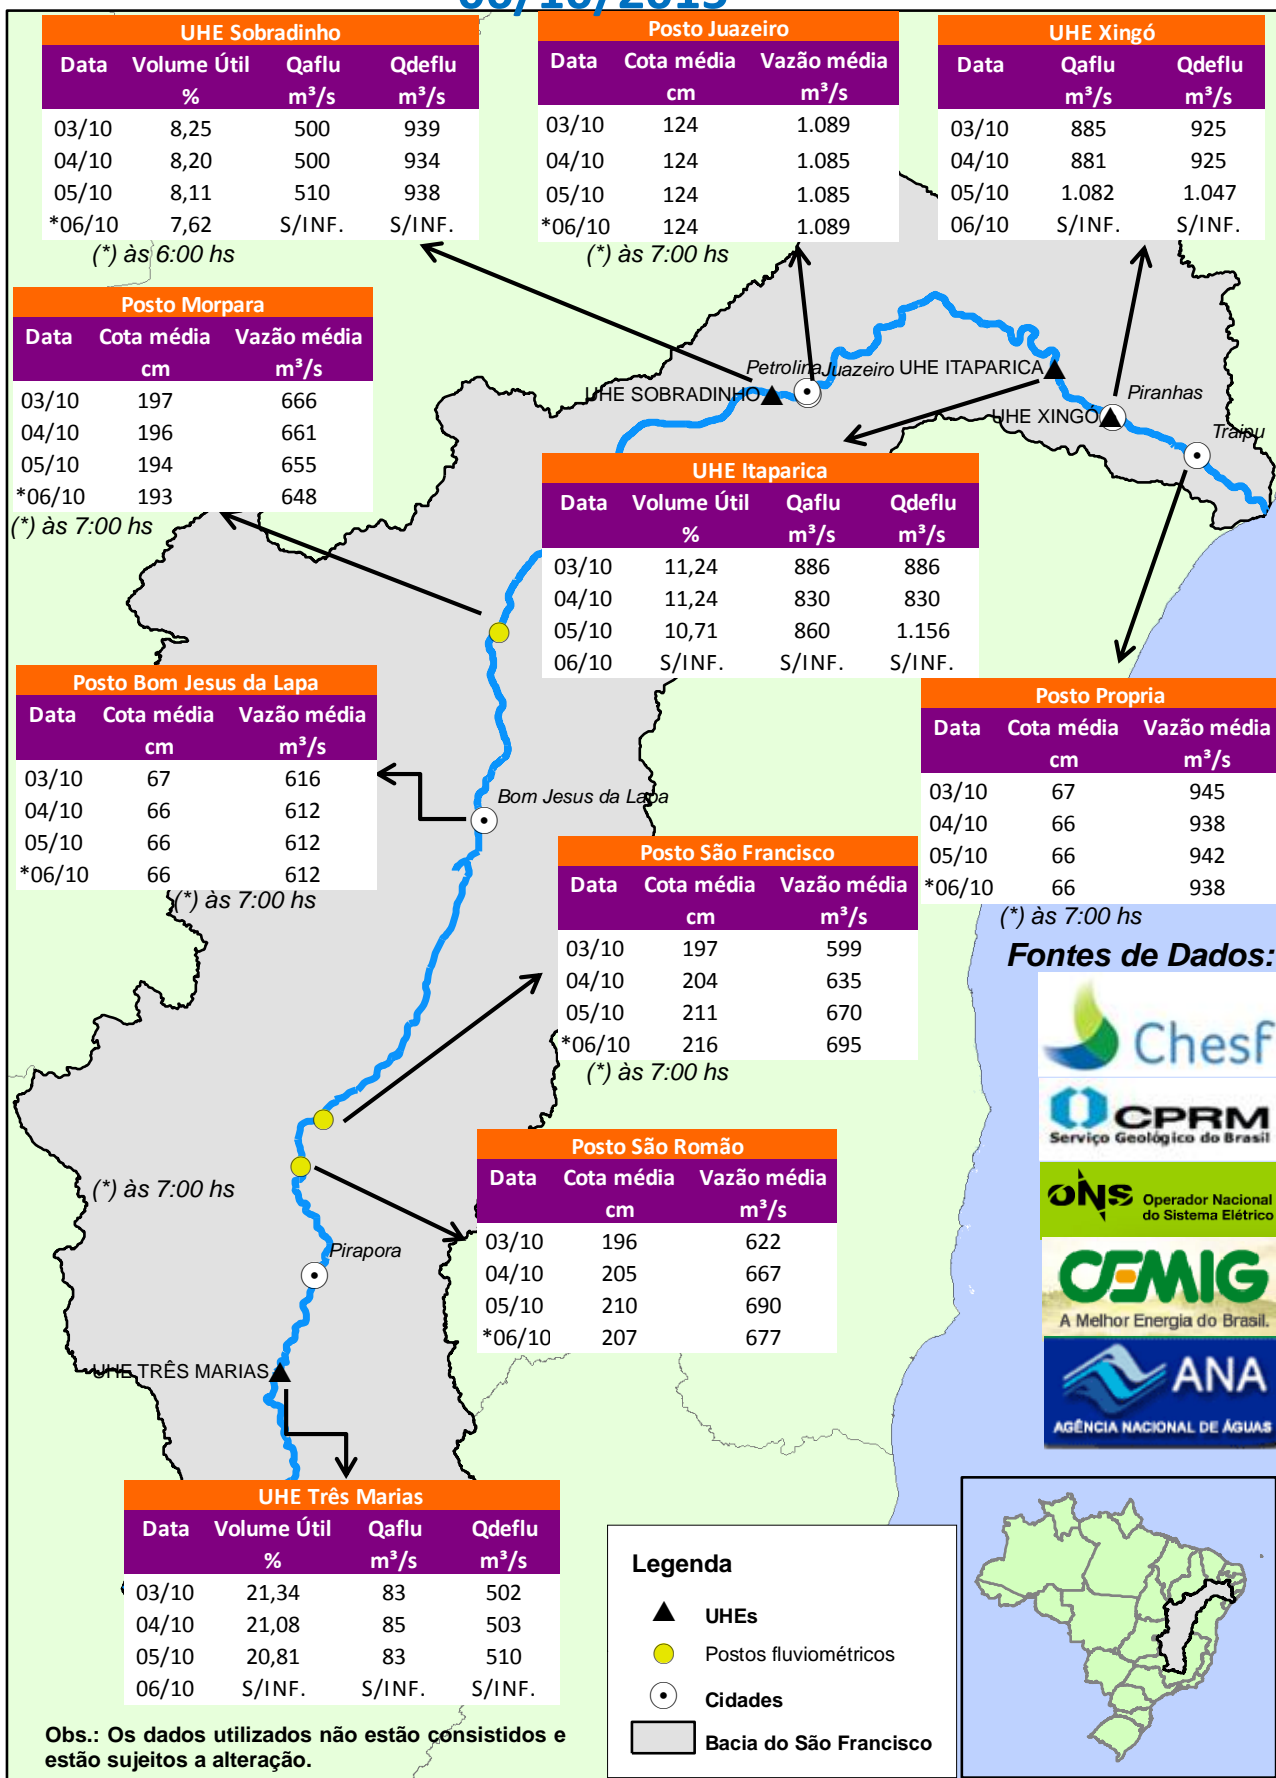 06/10/2015
UHE Sobradinho
Data Volume Útil Qaflu Qdeflu
% m³/s m³/s
03/10 8,25 500 939
04/10 8,20 500 934
05/10 8,11 510 938
*06/10 7,62 S/INF. S/INF.
(*) às 6:00 hs
Posto Juazeiro
Data Cota média Vazão média
cm m³/s
03/10 124 1.089
04/10 124 1.085
05/10 124 1.085
*06/10 124 1.089
(*) às 7:00 hs
UHE Xingó
Data Qaflu Qdeflu
m³/s m³/s
03/10 885 925
04/10 881 925
05/10 1.082 1.047
06/10 S/INF. S/INF.
Posto Morpara
Data Cota média Vazão média
cm m³/s
03/10 197 666
04/10 196 661
05/10 194 655
*06/10 193 648
(*) às 7:00 hs
Petrolina Juazeiro UHE ITAPARICA
UHE SOBRADINHO
Piranhas
UHE XINGÓ
Traipu
UHE Itaparica
Data Volume Útil Qaflu Qdeflu
% m³/s m³/s
03/10 11,24 886 886
04/10 11,24 830 830
05/10 10,71 860 1.156
06/10 S/INF. S/INF. S/INF.
Posto Bom Jesus da Lapa
Data Cota média Vazão média
cm m³/s
03/10 67 616
04/10 66 612
05/10 66 612
*06/10 66 612
(*) às 7:00 hs
Bom Jesus da Lapa
Posto Propria
Data Cota média Vazão média
cm m³/s
03/10 67 945
04/10 66 938
05/10 66 942
*06/10 66 938
(*) às 7:00 hs
Posto São Francisco
Data Cota média Vazão média
cm m³/s
03/10 197 599
04/10 204 635
05/10 211 670
*06/10 216 695
(*) às 7:00 hs
Fontes de Dados:
Chesf
CPRM
Serviço Geológico do Brasil
ONS Operador Nacional
do Sistema Elétrico
CEMIG
A Melhor Energia do Brasil.
ANA
AGÊNCIA NACIONAL DE ÁGUAS
(*) às 7:00 hs
Posto São Romão
Data Cota média Vazão média
cm m³/s
03/10 196 622
04/10 205 667
05/10 210 690
*06/10 207 677
Pirapora
UHE TRÊS MARIAS
UHE Três Marias
Data Volume Útil Qaflu Qdeflu
% m³/s m³/s
03/10 21,34 83 502
04/10 21,08 85 503
05/10 20,81 83 510
06/10 S/INF. S/INF. S/INF.
Obs.: Os dados utilizados não estão consistidos e
estão sujeitos a alteração.
Legenda
UHEs
Postos fluviométricos
Cidades
Bacia do São Francisco